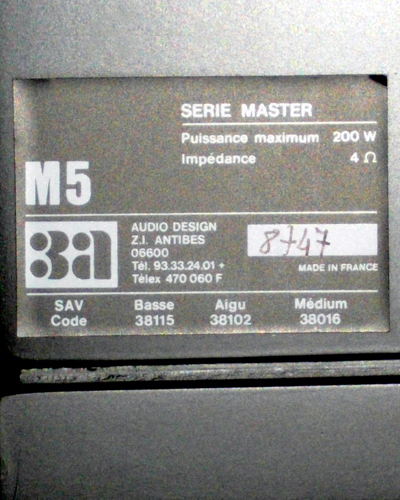 SERIE MASTER
Puissance maximum 200 W
Impédance 4 Ω
M5
3a
AUDIO DESIGN
Z.I. ANTIBES
06600
Tél. 93.33.24.01 +
Télex 470 060 F
8747
MADE IN FRANCE
SAV Basse Aigu Médium
Code 38115 38102 38016